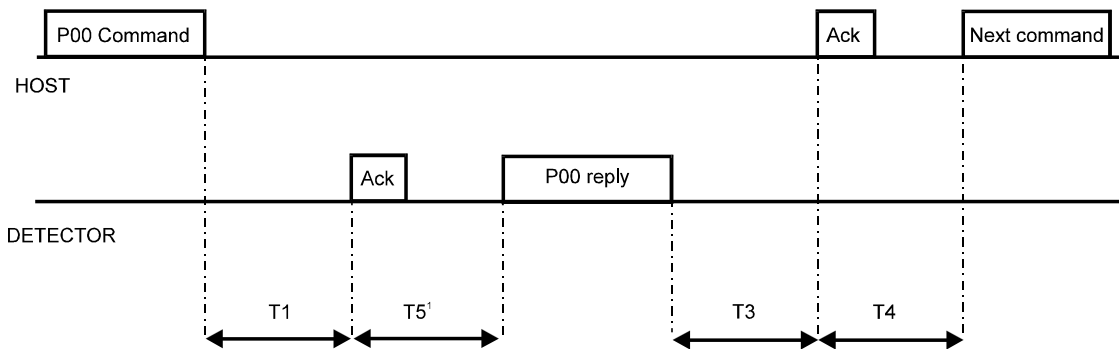 P00 Command
Ack
Next command
HOST
Ack
P00 reply
DETECTOR
T1
T5¹
T3
T4